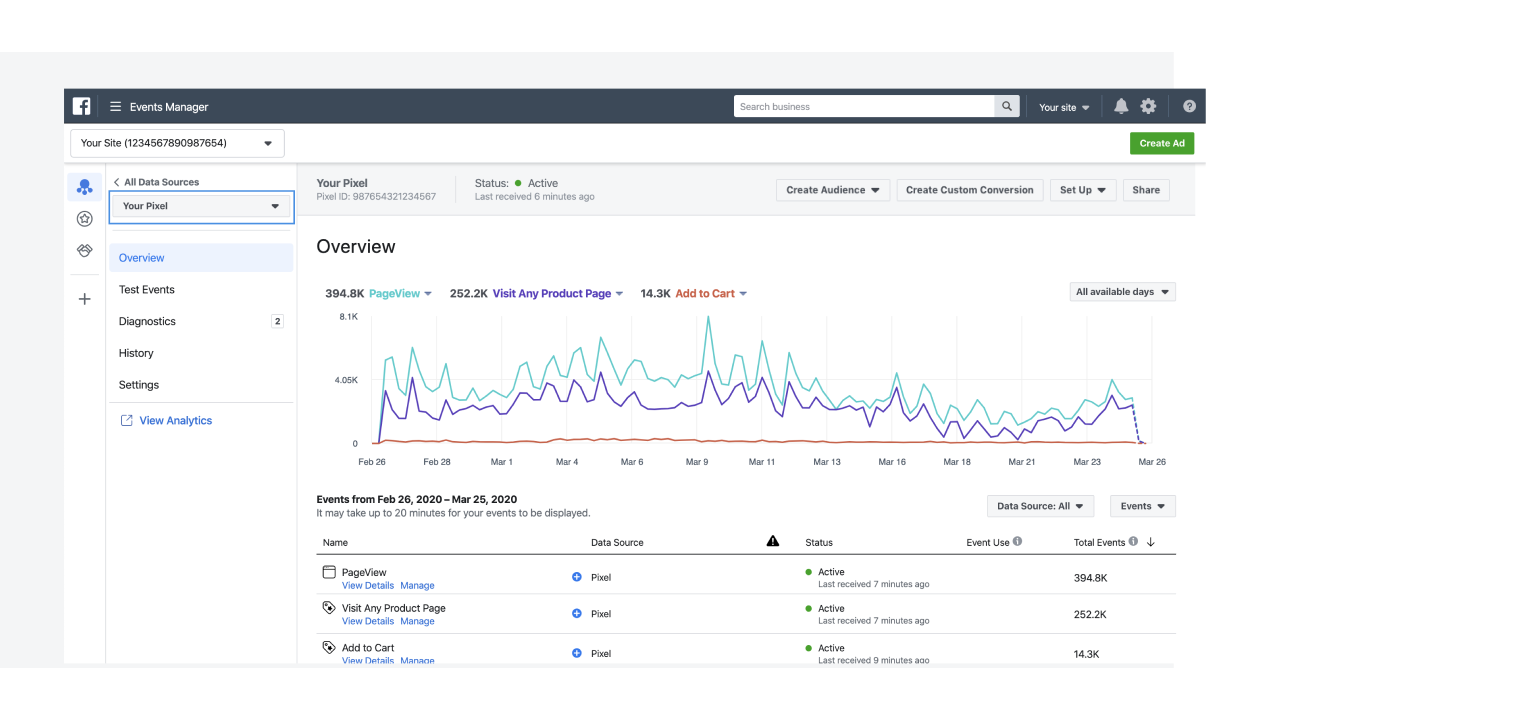 Events Manager
Search business
Your site
Your Site (1234567890987654)
Create Ad
All Data Sources
Your Pixel
Overview
Test Events
Diagnostics 2
History
Settings
View Analytics
Your Pixel
Pixel ID: 987654321234567
Status: Active
Last received 6 minutes ago
Create Audience
Create Custom Conversion
Set Up
Share
Overview
394.8K PageView 252.2K Visit Any Product Page 14.3K Add to Cart
All available days
8.1K
4.05K
0
Feb 26 Feb 28 Mar 1 Mar 4 Mar 6 Mar 9 Mar 11 Mar 13 Mar 16 Mar 18 Mar 21 Mar 23 Mar 26
Events from Feb 26, 2020 – Mar 25, 2020
It may take up to 20 minutes for your events to be displayed.
Data Source: All
Events
Name Data Source Status Event Use Total Events
PageView
View Details Manage
Pixel
Active
Last received 7 minutes ago
394.8K
Visit Any Product Page
View Details Manage
Pixel
Active
Last received 7 minutes ago
252.2K
Add to Cart
View Details Manage
Pixel
Active
Last received 9 minutes ago
14.3K